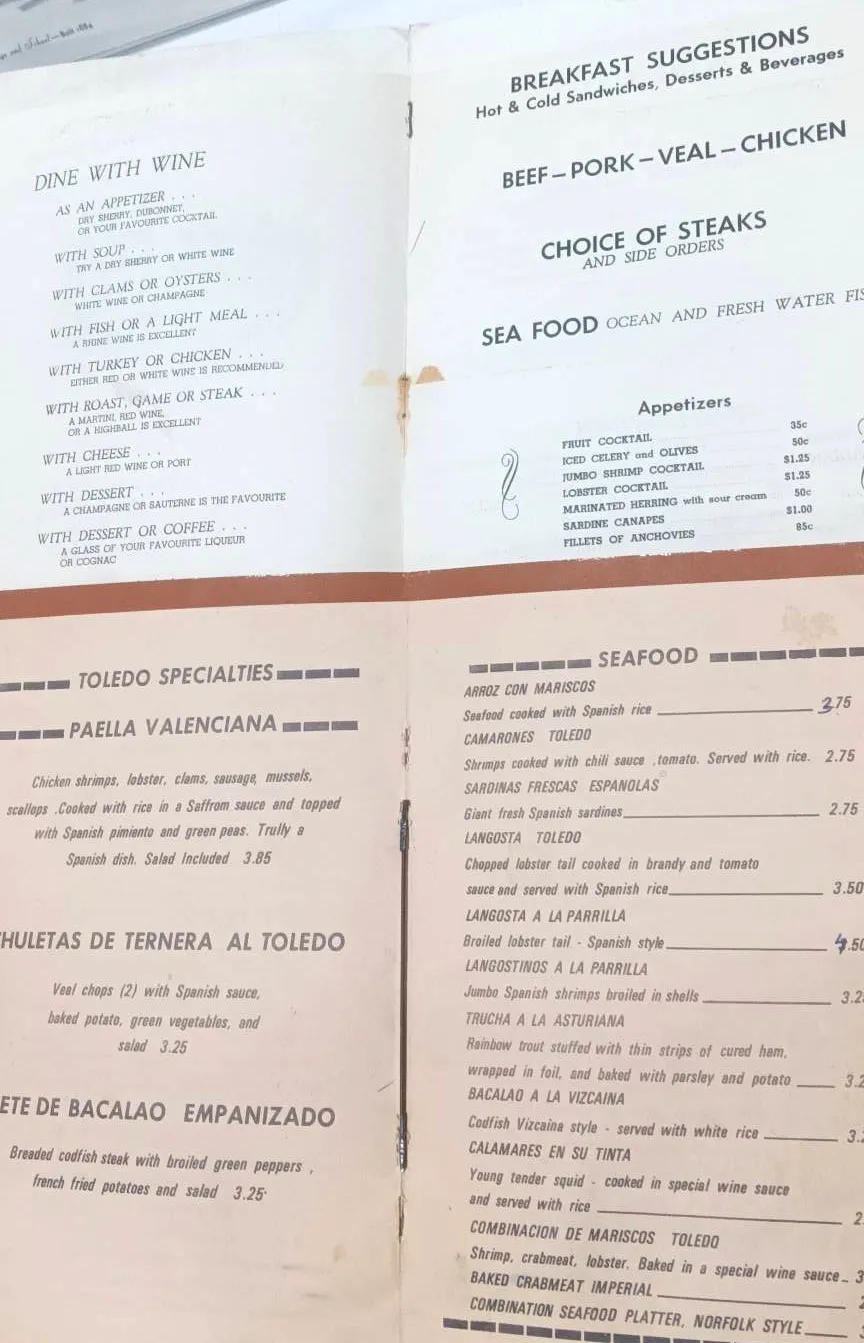 School
DINE WITH WINE
AS AN APPETIZER . . .
DRY SHERRY, DUBONNET,
OR YOUR FAVOURITE COCKTAIL
WITH SOUP . . .
TRY A DRY SHERRY OR WHITE WINE
WITH CLAMS OR OYSTERS . . .
WHITE WINE OR CHAMPAGNE
WITH FISH OR A LIGHT MEAL . . .
A RHINE WINE IS EXCELLENT
WITH TURKEY OR CHICKEN . . .
EITHER RED OR WHITE WINE IS RECOMMENDED
WITH ROAST, GAME OR STEAK . . .
A MARTINI, RED WINE,
OR A HIGHBALL IS EXCELLENT
WITH CHEESE . . .
A LIGHT RED WINE OR PORT
WITH DESSERT . . .
A CHAMPAGNE OR SAUTERNE IS THE FAVOURITE
WITH DESSERT OR COFFEE . . .
A GLASS OF YOUR FAVOURITE LIQUEUR
OR COGNAC
BREAKFAST SUGGESTIONS
Hot & Cold Sandwiches, Desserts & Beverages
BEEF – PORK – VEAL – CHICKEN
CHOICE OF STEAKS
AND SIDE ORDERS
SEA FOOD OCEAN AND FRESH WATER FIS
Appetizers
FRUIT COCKTAIL 35c
ICED CELERY and OLIVES 50c
JUMBO SHRIMP COCKTAIL $1.25
LOBSTER COCKTAIL $1.25
MARINATED HERRING with sour cream 50c
SARDINE CANAPES $1.00
FILLETS OF ANCHOVIES 85c
TOLEDO SPECIALTIES
PAELLA VALENCIANA
Chicken shrimps, lobster, clams, sausage, mussels,
scallops .Cooked with rice in a Saffrom sauce and topped
with Spanish pimiento and green peas. Trully a
Spanish dish. Salad Included 3.85
HULETAS DE TERNERA AL TOLEDO
Veal chops (2) with Spanish sauce,
baked potato, green vegetables, and
salad 3.25
ETE DE BACALAO EMPANIZADO
Breaded codfish steak with broiled green peppers ,
french fried potatoes and salad 3.25
SEAFOOD
ARROZ CON MARISCOS
Seafood cooked with Spanish rice 3.75
CAMARONES TOLEDO
Shrimps cooked with chili sauce ,tomato. Served with rice. 2.75
SARDINAS FRESCAS ESPANOLAS
Giant fresh Spanish sardines 2.75
LANGOSTA TOLEDO
Chopped lobster tail cooked in brandy and tomato
sauce and served with Spanish rice 3.50
LANGOSTA A LA PARRILLA
Broiled lobster tail - Spanish style 4.50
LANGOSTINOS A LA PARRILLA
Jumbo Spanish shrimps broiled in shells 3.2
TRUCHA A LA ASTURIANA
Rainbow trout stuffed with thin strips of cured ham,
wrapped in foil, and baked with parsley and potato 3.2
BACALAO A LA VIZCAINA
Codfish Vizcaina style - served with white rice 3.
CALAMARES EN SU TINTA
Young tender squid - cooked in special wine sauce
and served with rice 2.
COMBINACION DE MARISCOS TOLEDO
Shrimp, crabmeat, lobster. Baked in a special wine sauce 3
BAKED CRABMEAT IMPERIAL
COMBINATION SEAFOOD PLATTER, NORFOLK STYLE